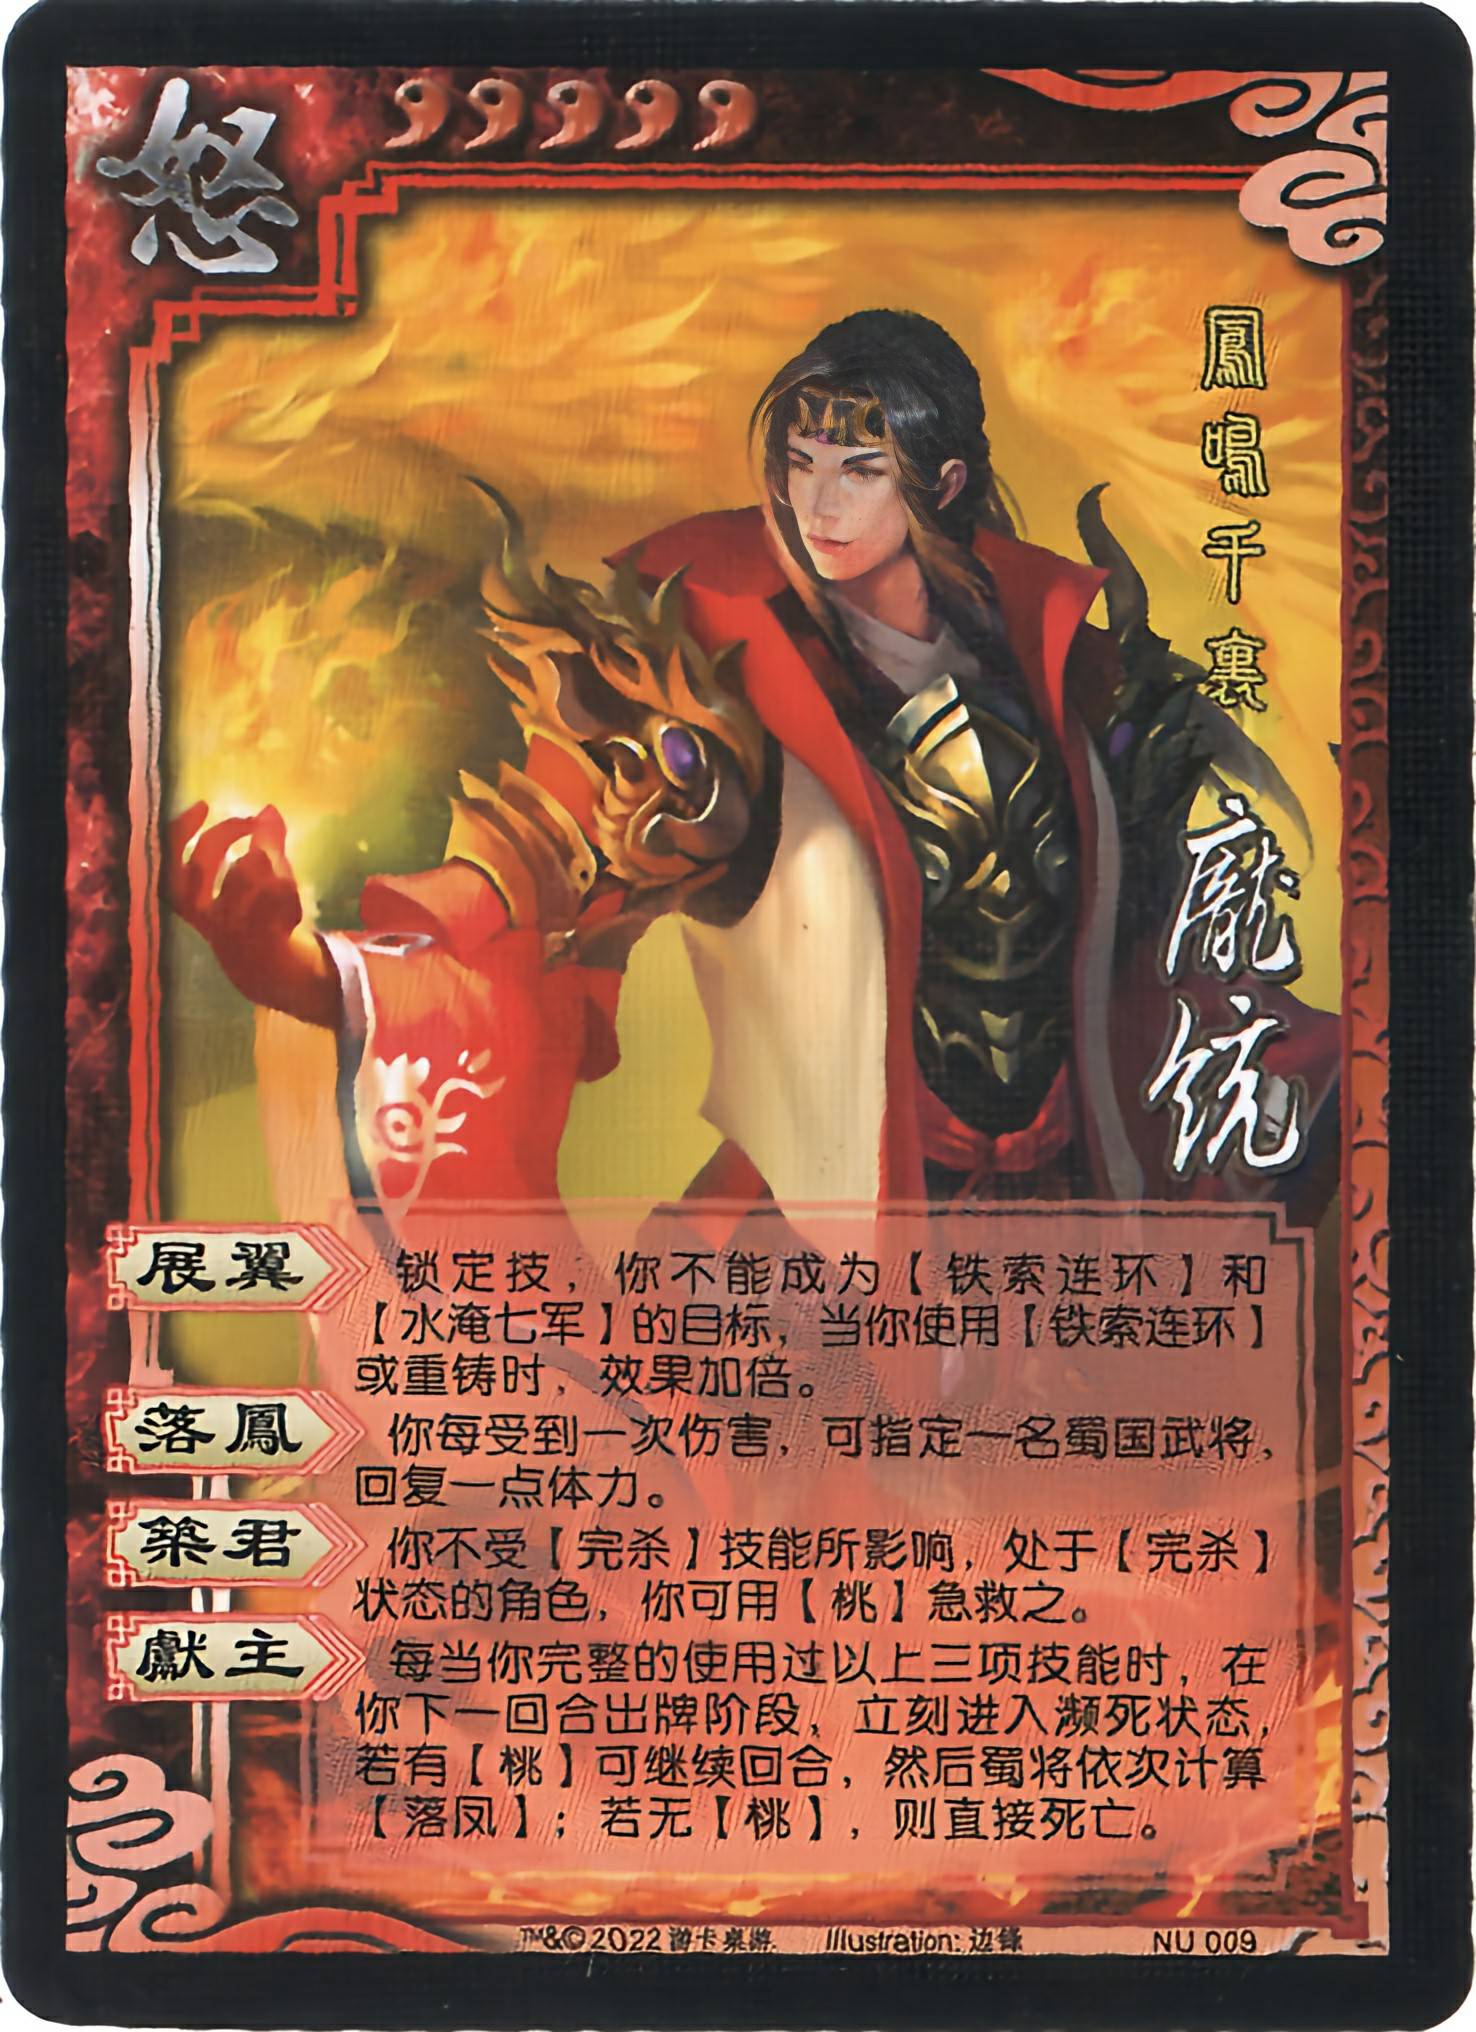 怒
鳳鳴千裏
龐统
展翼
锁定技，你不能成为【铁索连环】和
【水淹七军】的目标，当你使用【铁索连环】
或重铸时，效果加倍。
落鳳
你每受到一次伤害，可指定一名蜀国武将，
回复一点体力。
築君
你不受【完杀】技能所影响，处于【完杀】
状态的角色，你可用【桃】急救之。
獻主
每当你完整的使用过以上三项技能时，在
你下一回合出牌阶段，立刻进入濒死状态，
若有【桃】可继续回合，然后蜀将依次计算
【落凤】；若无【桃】，则直接死亡。
™&© 2022 游卡桌游. Illustration: 边锋 NU 009